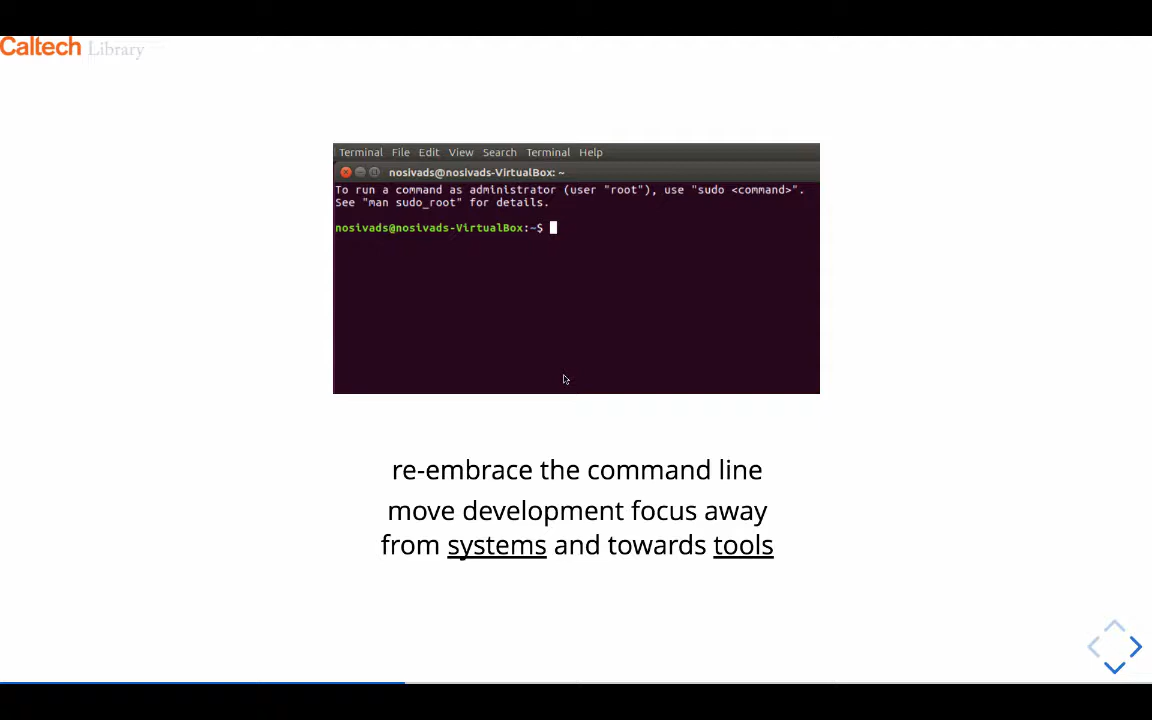 Caltech Library
Terminal File Edit View Search Terminal Help
nosivads@nosivads-VirtualBox: ~
To run a command as administrator (user "root"), use "sudo <command>".
See "man sudo_root" for details.
nosivads@nosivads-VirtualBox:~$
re-embrace the command line
move development focus away
from systems and towards tools